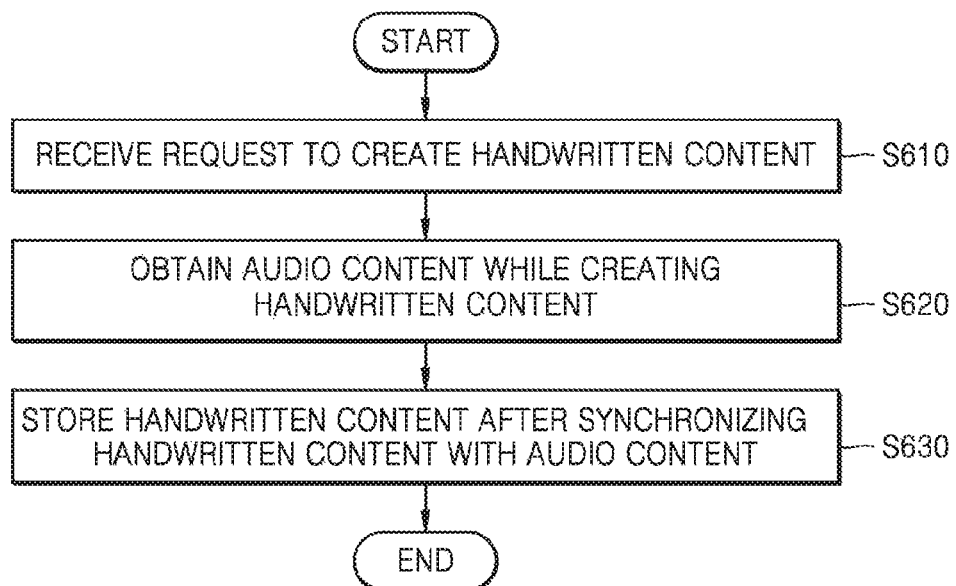 START
RECEIVE REQUEST TO CREATE HANDWRITTEN CONTENT
S610
OBTAIN AUDIO CONTENT WHILE CREATING
HANDWRITTEN CONTENT
S620
STORE HANDWRITTEN CONTENT AFTER SYNCHRONIZING
HANDWRITTEN CONTENT WITH AUDIO CONTENT
S630
END